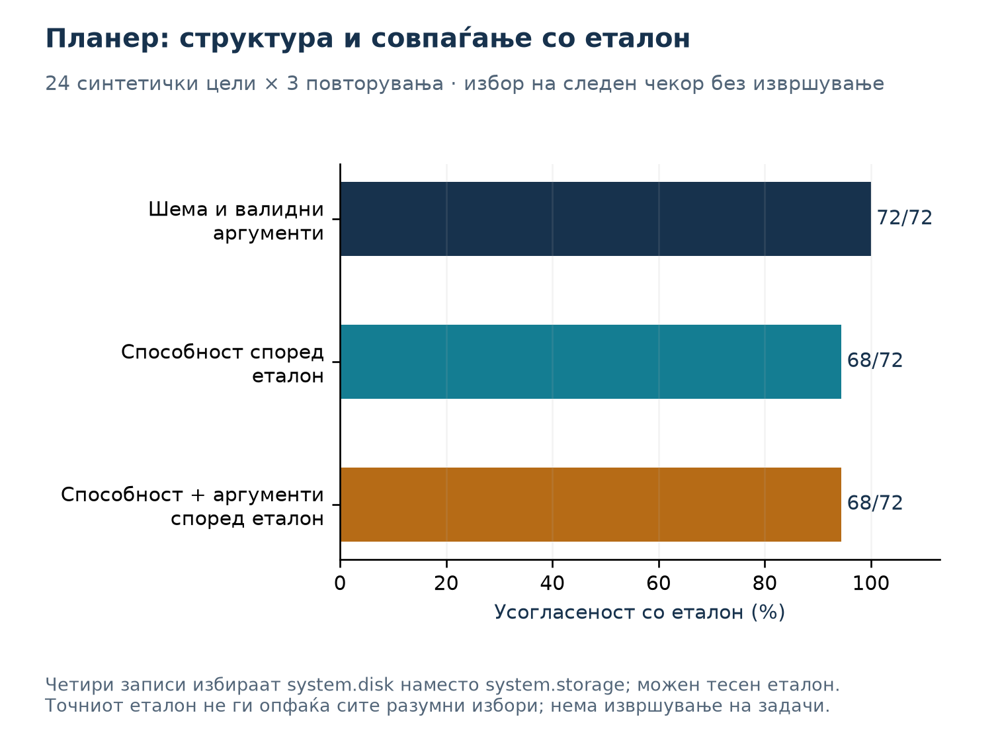 Планер: структура и совпаѓање со еталон
24 синтетички цели × 3 повторувања · избор на следен чекор без извршување
Шема и валидни
аргументи
72/72
Способност според
еталон
68/72
Способност + аргументи
според еталон
68/72
0 20 40 60 80 100
Усогласеност со еталон (%)
Четири записи избираат system.disk наместо system.storage; можен тесен еталон.
Точниот еталон не ги опфаќа сите разумни избори; нема извршување на задачи.